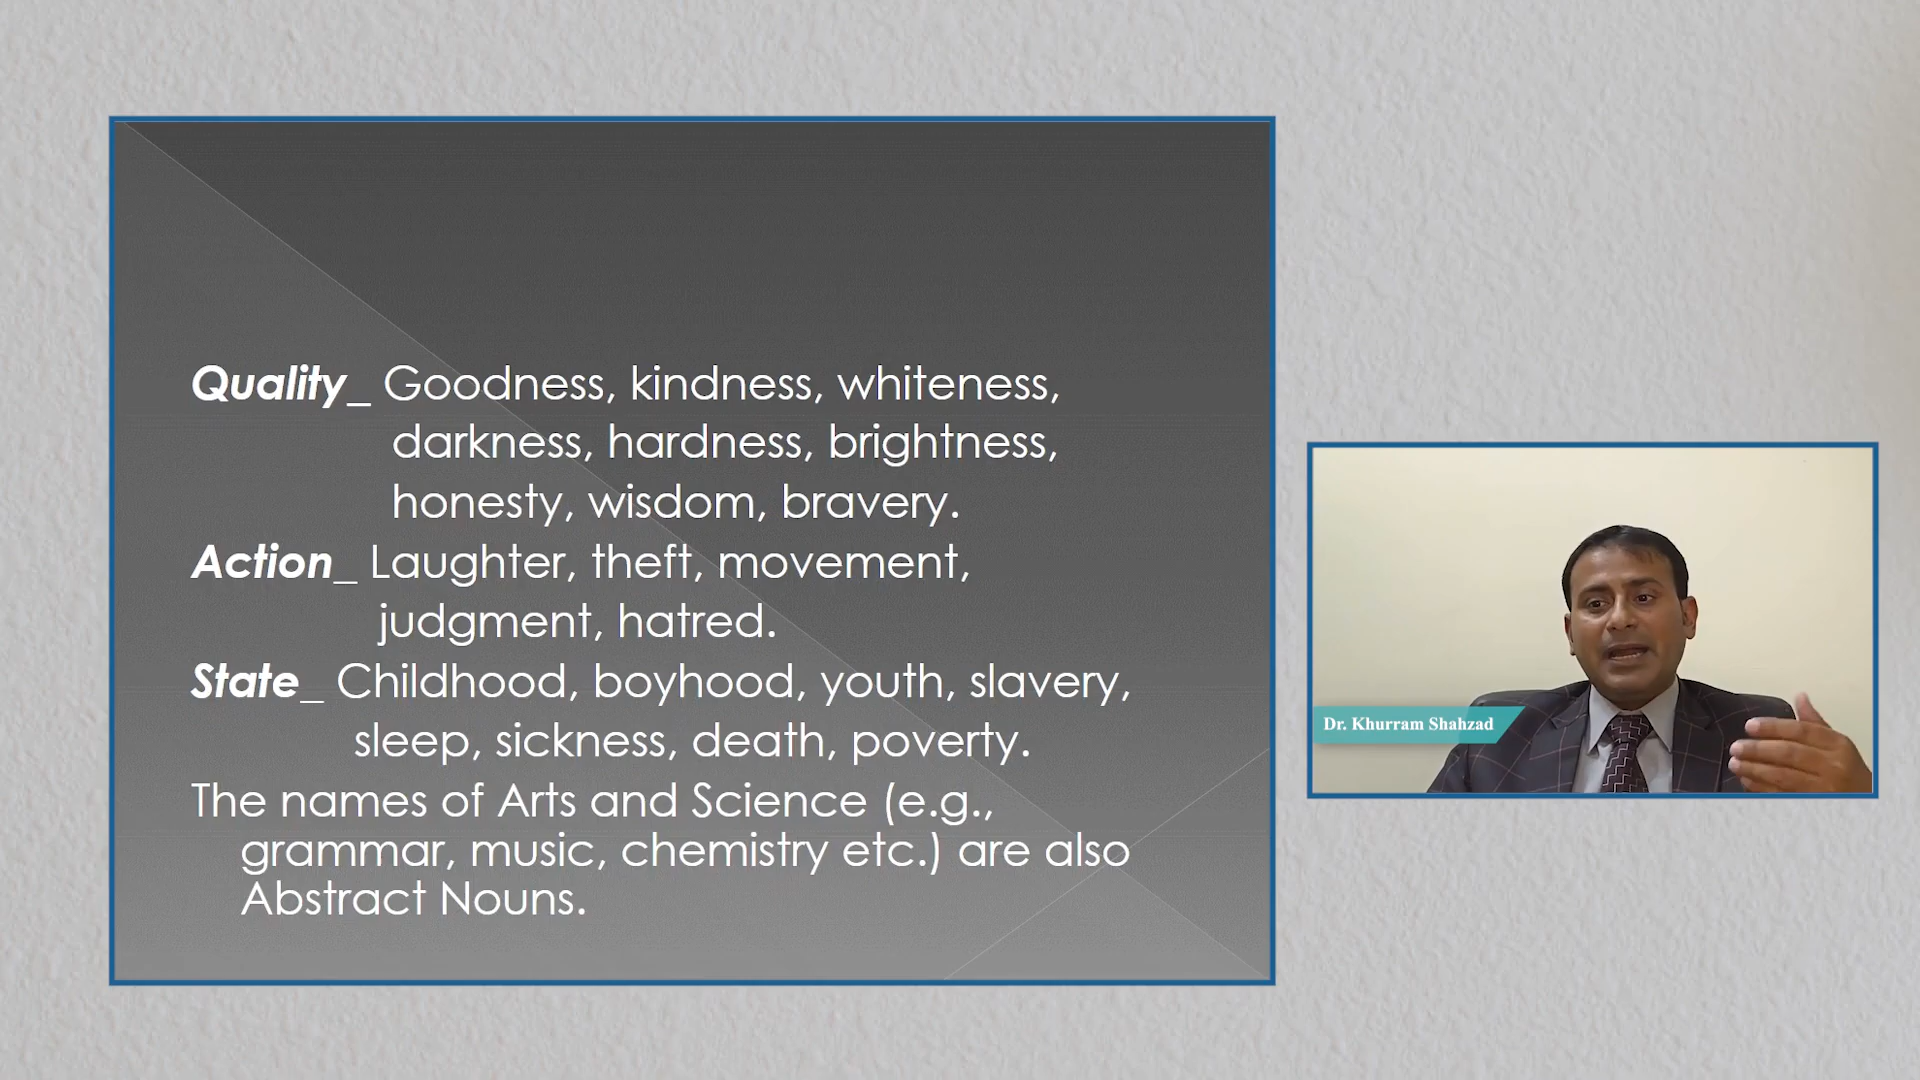 Quality_ Goodness, kindness, whiteness,
darkness, hardness, brightness,
honesty, wisdom, bravery.
Action_ Laughter, theft, movement,
judgment, hatred.
State_ Childhood, boyhood, youth, slavery,
sleep, sickness, death, poverty.
The names of Arts and Science (e.g.,
grammar, music, chemistry etc.) are also
Abstract Nouns.
Dr. Khurram Shahzad